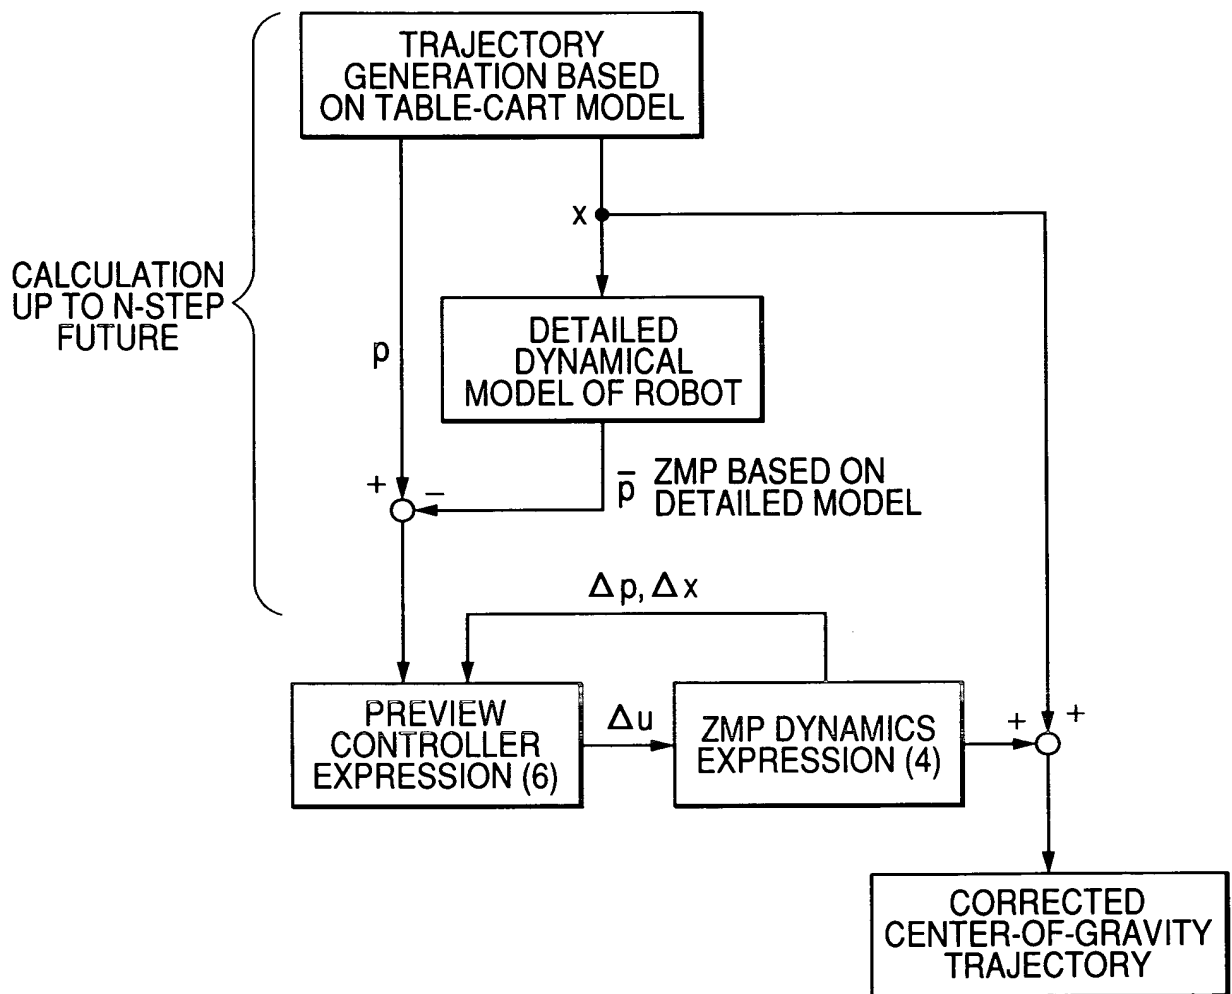 TRAJECTORY
GENERATION BASED
ON TABLE-CART MODEL
x
CALCULATION
UP TO N-STEP
FUTURE
p
DETAILED
DYNAMICAL
MODEL OF ROBOT
+
−
p̅ ZMP BASED ON
DETAILED MODEL
Δp, Δx
PREVIEW
CONTROLLER
EXPRESSION (6)
Δu
ZMP DYNAMICS
EXPRESSION (4)
+
+
CORRECTED
CENTER-OF-GRAVITY
TRAJECTORY